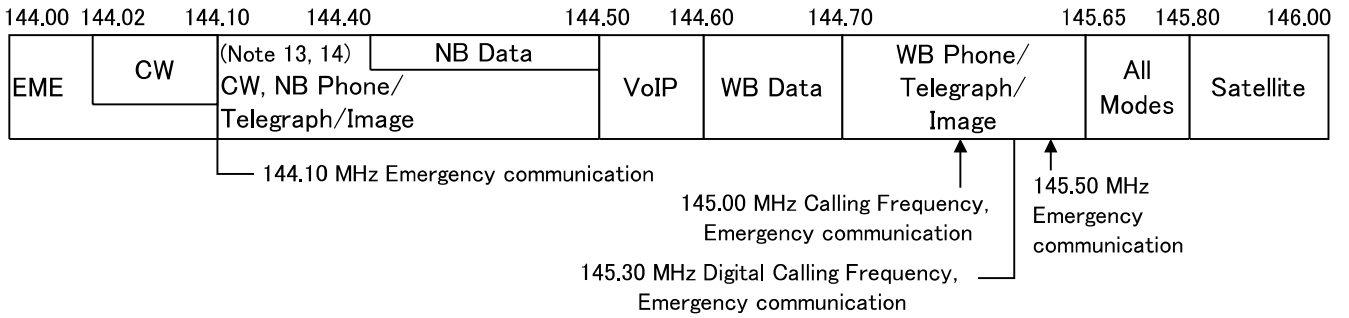 144.00 144.02 144.10 144.40 144.50 144.60 144.70 145.65 145.80 146.00
EME
CW
(Note 13, 14)
CW, NB Phone/
Telegraph/Image
NB Data
VoIP
WB Data
WB Phone/
Telegraph/
Image
All
Modes
Satellite
144.10 MHz Emergency communication
145.00 MHz Calling Frequency,
Emergency communication
145.30 MHz Digital Calling Frequency,
Emergency communication
145.50 MHz
Emergency
communication